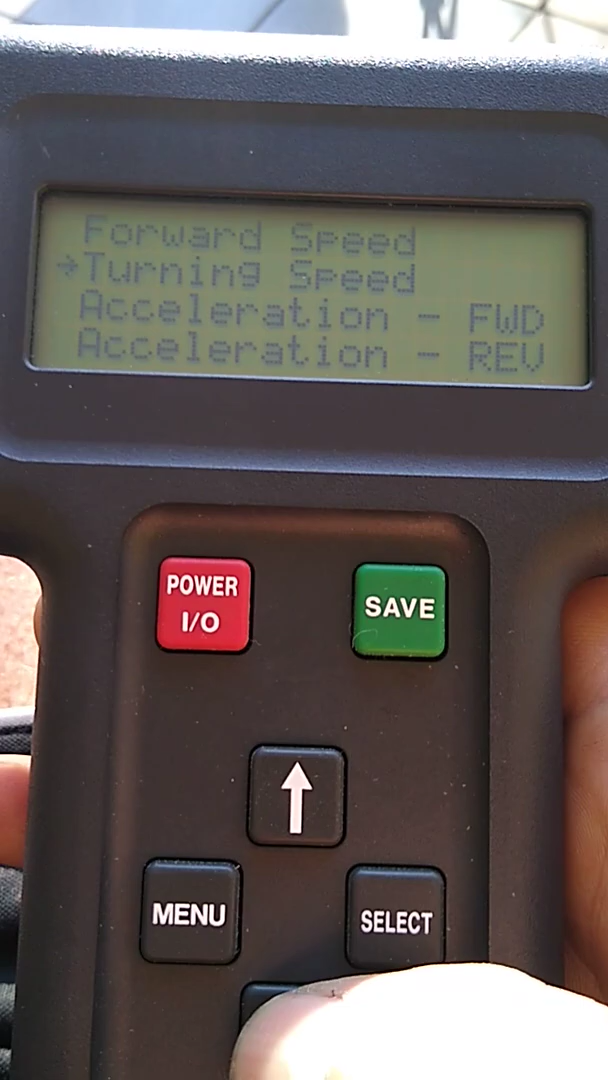 Forward Speed
→Turning Speed
Acceleration - FWD
Acceleration - REV
POWER
I/O
SAVE
↑
MENU
SELECT